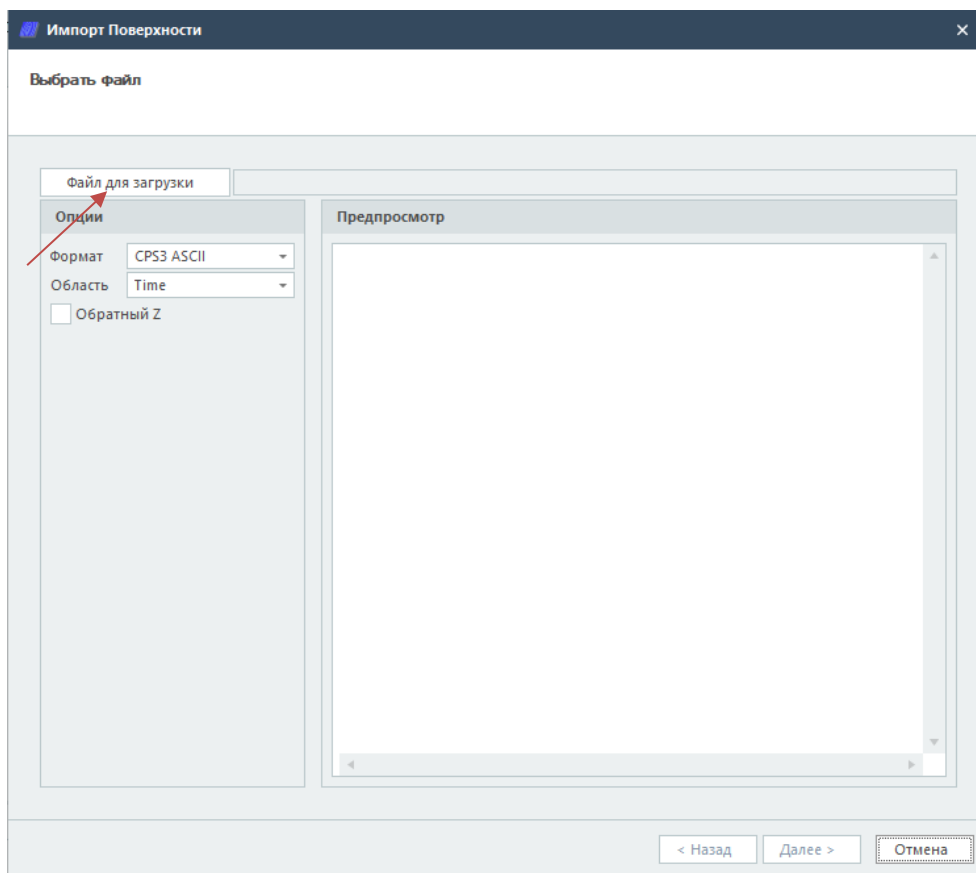 Импорт Поверхности
Выбрать файл
Файл для загрузки
Опции
Предпросмотр
Формат CPS3 ASCII
Область Time
Обратный Z
< Назад Далее > Отмена